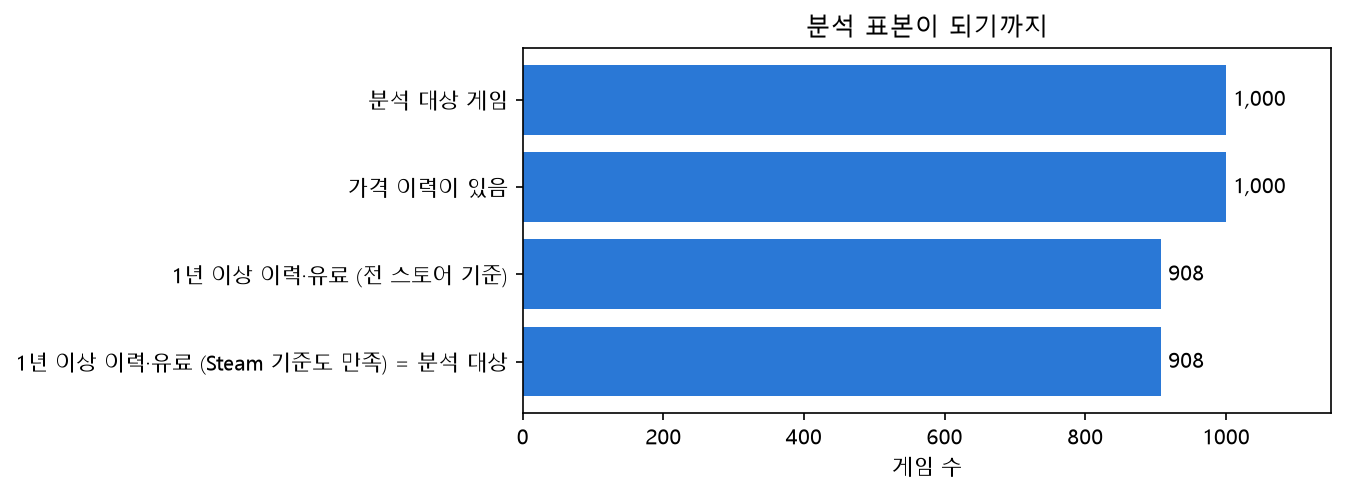 분석 표본이 되기까지
분석 대상 게임
1,000
가격 이력이 있음
1,000
1년 이상 이력·유료 (전 스토어 기준)
908
1년 이상 이력·유료 (Steam 기준도 만족) = 분석 대상
908
0 200 400 600 800 1000
게임 수